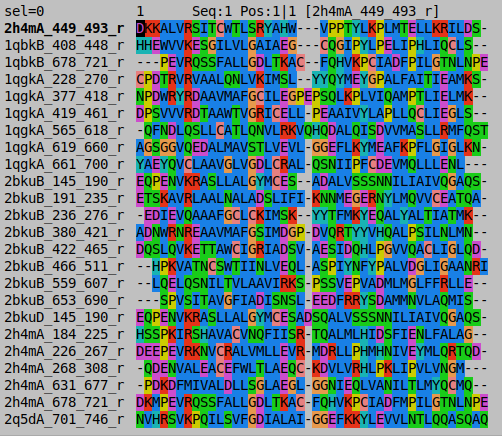 sel=0 1 Seq:1 Pos:1|1 [2h4mA 449 493 r]
2h4mA_449_493_r DKKALVRSITCWTLSRYAHW---VPPTYLKPLMTELLKRILDS-
1qbkB_408_448_r HHEWVVKESGILVLGAIAEG---CQGIPYLPELIPHLIQCLS--
1qbkB_678_721_r ---PEVRQSSFALLGDLTKAC--FQHVKPCIADFPILGTNLNPE
1qgkA_228_270_r CPDTRVRVAALQNLVKIMSL--YYQYMEYGPALFAITIEAMKS-
1qgkA_377_418_r NPDWRYRDAAVMAFGCILEGPEPSQLKPLVIQAMPTLIELMK--
1qgkA_419_461_r DPSVVVRDTAAWTVGRICELL-PEAAIVYLAPLLQCLIEGLS--
1qgkA_565_618_r -QFNDLQSLLCATLQNVLRKVQHQDALQISDVVMASLLRMFQST
1qgkA_619_660_r AGSGGVQEDALMAVSTLVEVL-GGEFLKYMEAFKPFLGIGLKN-
1qgkA_661_700_r YAEYQVCLAAVGLVGDLCRAL-QSNIIPFCDEVMQLLLENL---
2bkuB_145_190_r EQPENVKRASLLALGYMCES--ADALVSSSNNILIAIVQGAQS-
2bkuB_191_235_r ETSKAVRLAALNALADSLIFI-KNNMEGERNYLMQVVCEATQA-
2bkuB_236_276_r --EDIEVQAAAFGCLCKIMSK--YYTFMKYEQALYALTIATMK--
2bkuB_380_421_r ADNWRNREAAVMAFGSIMDGP-DVQRTYYVHQALPSILNLMN--
2bkuB_422_465_r DQSLQVKETTAWCIGRIADSV-AESIDQHLPGVVQACLIGLQD-
2bkuB_466_511_r --HPKVATNCSWTIINLVEQL-ASPIYNFYPALVDGLIGAANRI
2bkuB_559_607_r --LQELQSNILTVLAAVIRKS-PSSVEPVADMLMGLFFRLLE--
2bkuB_653_690_r ---SPVSITAVGFIADISNSL-EEDFRRYSDAMMNVLAQMIS--
2bkuD_145_190_r EQPENVKRASLLALGYMCESADSQALVSSSNNILIAIVQGAQS-
2h4mA_184_225_r HSSPKIRSHAVACVNQFIISR-TQALMLHIDSFIENLFALAG--
2h4mA_226_267_r DEEPEVRKNVCRALVMLLEVR-MDRLLPHMHNIVEYMLQRTQD-
2h4mA_268_308_r -QDENVALEACEFWLTLAEQC-KDVLVRHLPKLIPVLVNGM---
2h4mA_631_677_r -PDKDFMIVALDLLSGLAEGL-GGNIEQLVANILTLMYQCMQ--
2h4mA_678_721_r DKMPEVRQSSFALLGDLTKAC-FQHVKPCIADFMPILGTNLNPE
2q5dA_701_746_r NVHRSVKPQILSVFGDIALAI-GGEFKKYLEVVLNTLQQASQAQ